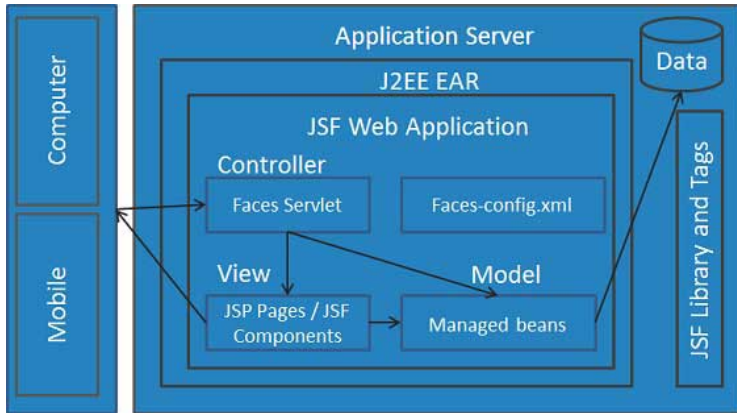 Computer
Mobile
Application Server
Data
J2EE EAR
JSF Web Application
Controller
Faces Servlet
Faces-config.xml
View
Model
JSP Pages / JSF
Components
Managed beans
JSF Library and Tags